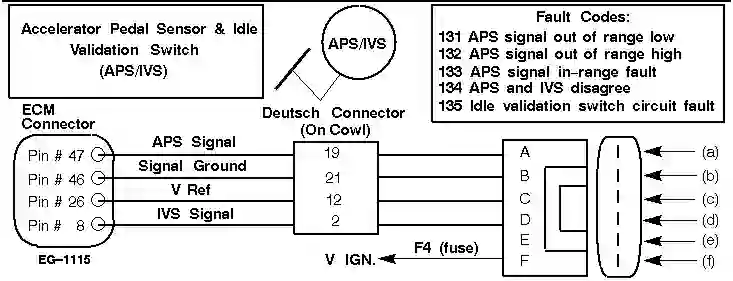 Accelerator Pedal Sensor & Idle
Validation Switch
(APS/IVS)
APS/IVS
Fault Codes:
131 APS signal out of range low
132 APS signal out of range high
133 APS signal in-range fault
134 APS and IVS disagree
135 Idle validation switch circuit fault
ECM
Connector
Deutsch Connector
(On Cowl)
Pin # 47
APS Signal
19
A
(a)
Pin # 46
Signal Ground
21
B
(b)
Pin # 26
V Ref
12
C
(c)
Pin # 8
IVS Signal
2
D
(d)
E
(e)
EG-1115
V IGN.
F4 (fuse)
F
(f)